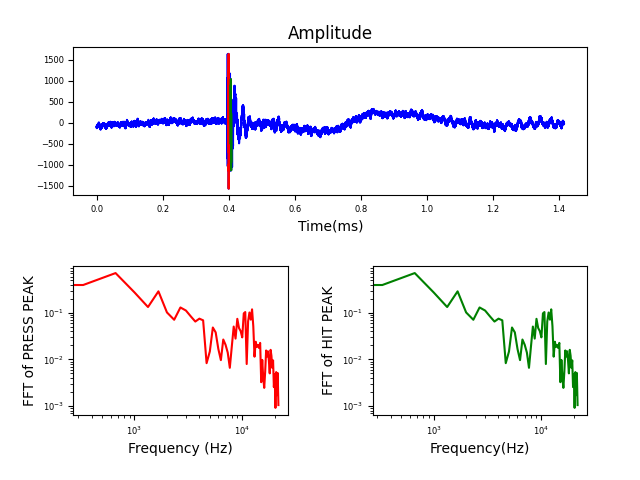 Amplitude
1500
1000
500
0
−500
−1000
−1500
0.0 0.2 0.4 0.6 0.8 1.0 1.2 1.4
Time(ms)
FFT of PRESS PEAK
10⁻¹
10⁻²
10⁻³
10³ 10⁴
Frequency (Hz)
FFT of HIT PEAK
10⁻¹
10⁻²
10⁻³
10³ 10⁴
Frequency(Hz)